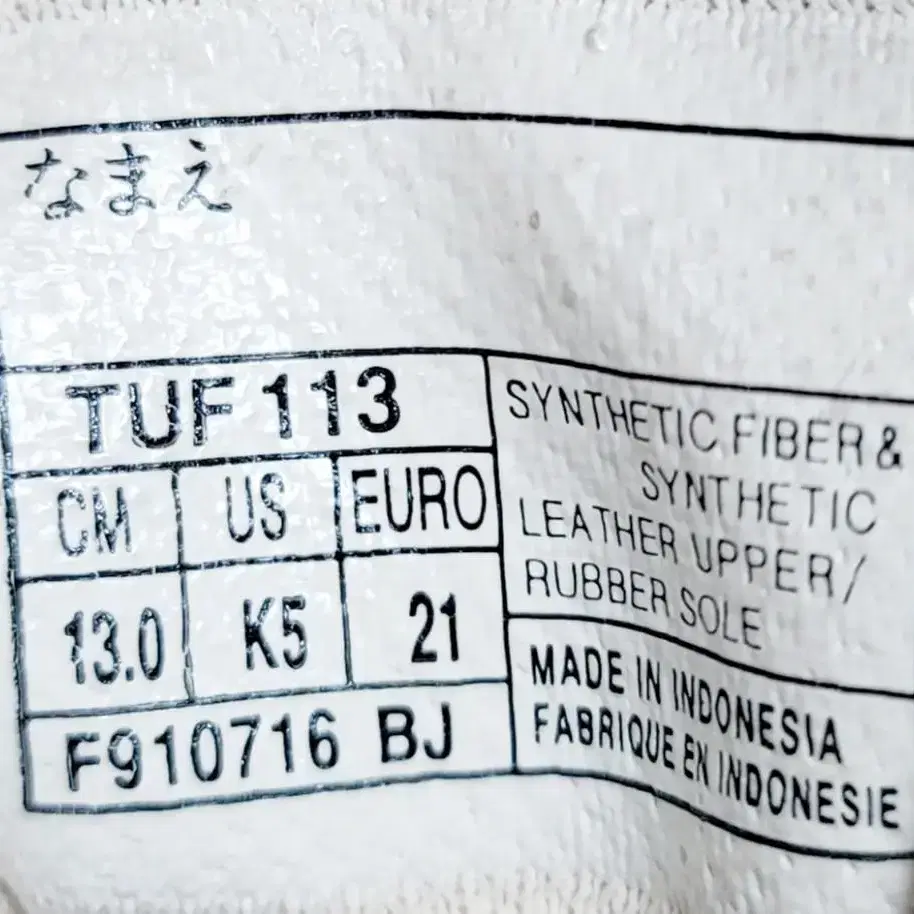 なまえ
TUF 113
CM US EURO
13.0 K5 21
F910716 BJ
SYNTHETIC FIBER &
SYNTHETIC
LEATHER UPPER/
RUBBER SOLE
MADE IN INDONESIA
FABRIQUE EN INDONESIE